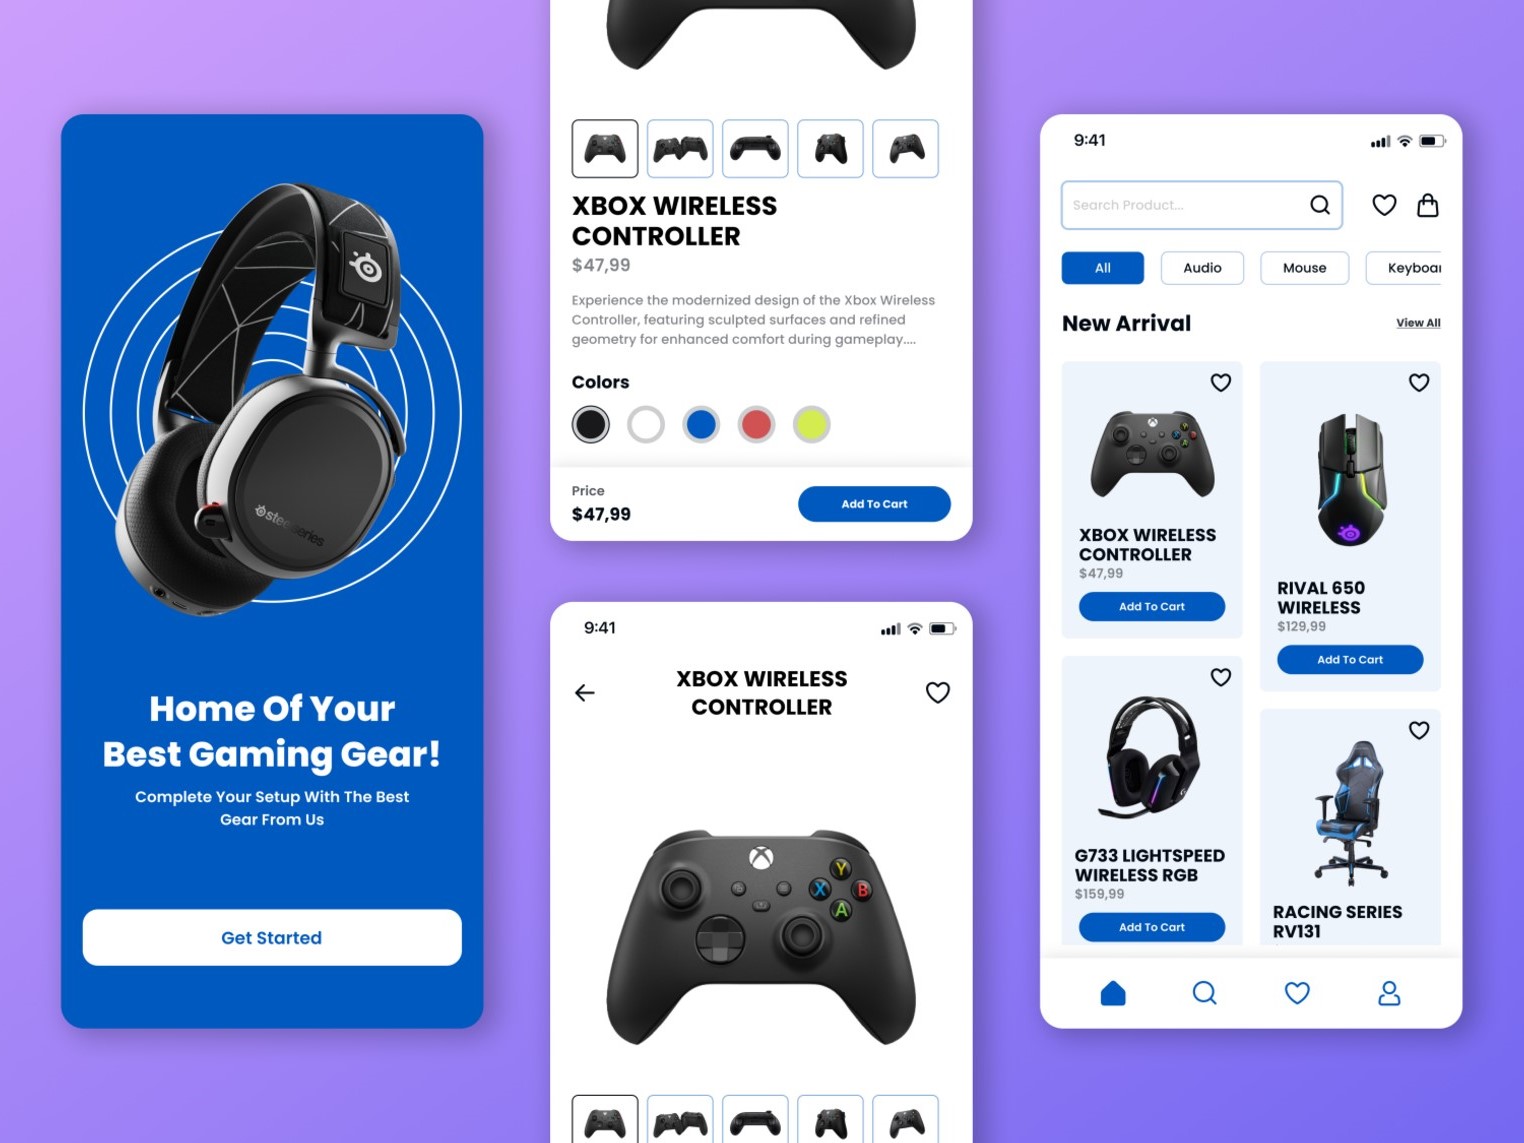 steelseries
Home Of Your
Best Gaming Gear!
Complete Your Setup With The Best
Gear From Us
Get Started
XBOX WIRELESS
CONTROLLER
$47,99
Experience the modernized design of the Xbox Wireless
Controller, featuring sculpted surfaces and refined
geometry for enhanced comfort during gameplay....
Colors
Price
$47,99
Add To Cart
9:41
XBOX WIRELESS
CONTROLLER
Y
X
B
A
9:41
Search Product...
All
Audio
Mouse
Keyboar
New Arrival
View All
XBOX WIRELESS
CONTROLLER
$47,99
Add To Cart
RIVAL 650
WIRELESS
$129,99
Add To Cart
G733 LIGHTSPEED
WIRELESS RGB
$159,99
Add To Cart
RACING SERIES
RV131